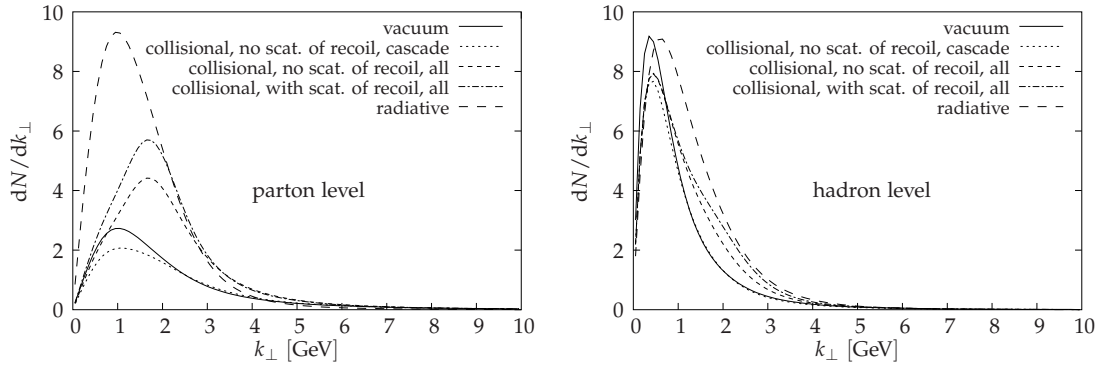 10
8
6
4
2
0
dN/dk⊥
vacuum
collisional, no scat. of recoil, cascade
collisional, no scat. of recoil, all
collisional, with scat. of recoil, all
radiative
parton level
0 1 2 3 4 5 6 7 8 9 10
k⊥ [GeV]
10
8
6
4
2
0
dN/dk⊥
vacuum
collisional, no scat. of recoil, cascade
collisional, no scat. of recoil, all
collisional, with scat. of recoil, all
radiative
hadron level
0 1 2 3 4 5 6 7 8 9 10
k⊥ [GeV]